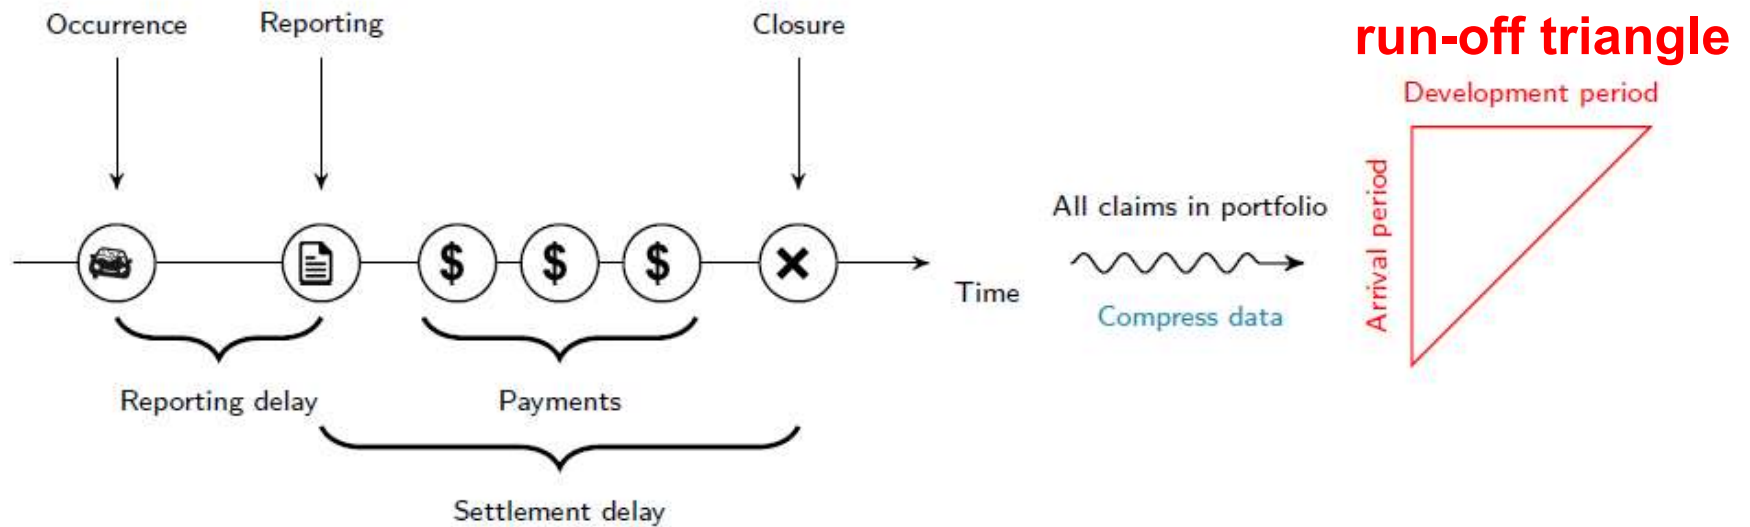 Occurrence
Reporting
Closure
run-off triangle
Development period
Arrival period
All claims in portfolio
Compress data
$ $ $
Time
Reporting delay
Payments
Settlement delay